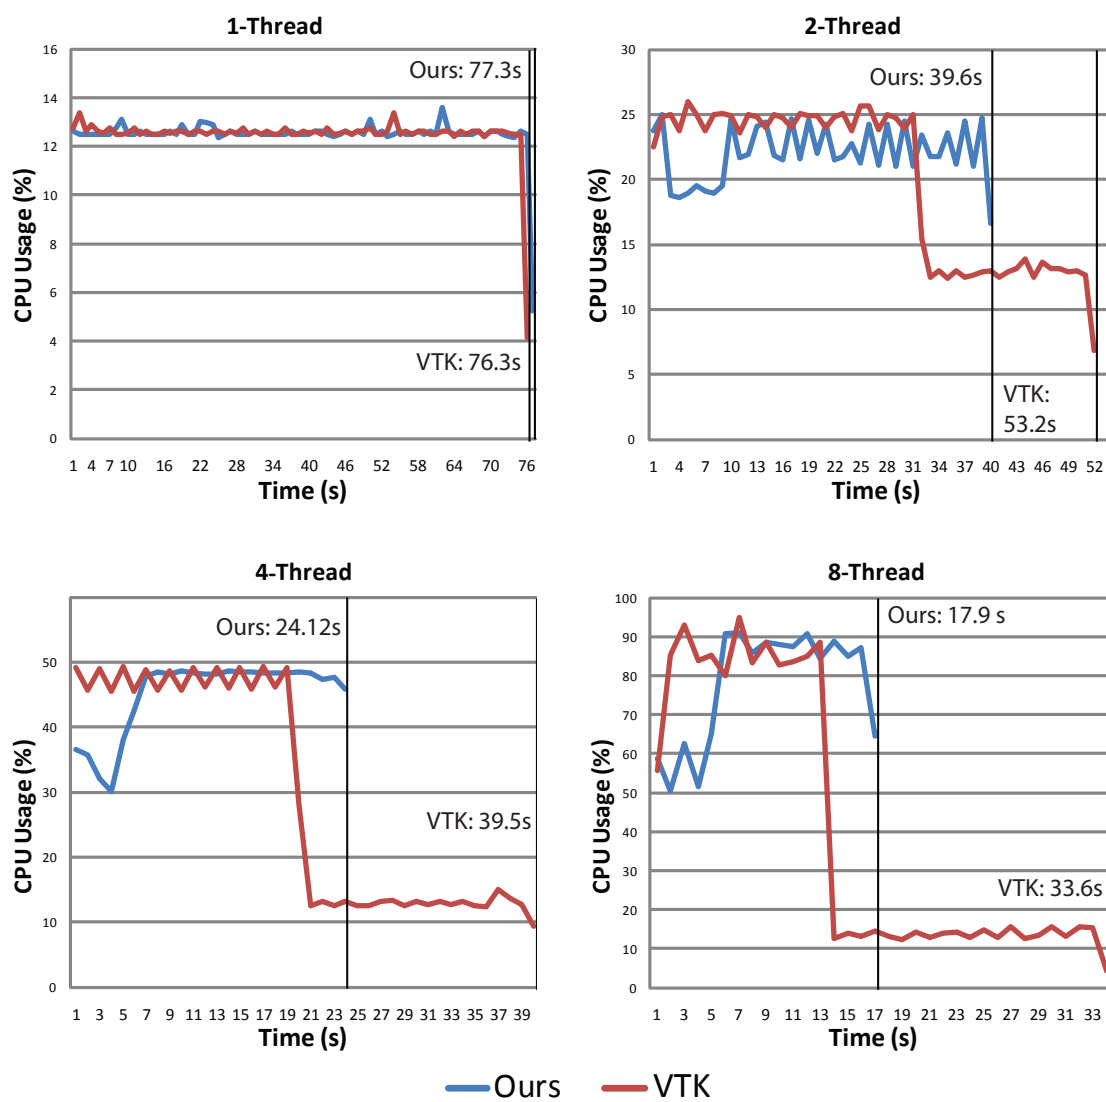 1-Thread
16
14
12
10
8
6
4
2
0
CPU Usage (%)
Ours: 77.3s
VTK: 76.3s
1 4 7 10 16 22 28 34 40 46 52 58 64 70 76
Time (s)
2-Thread
30
25
20
15
10
5
0
CPU Usage (%)
Ours: 39.6s
VTK:
53.2s
1 4 7 10 13 16 19 22 25 28 31 34 37 40 43 46 49 52
Time (s)
4-Thread
50
40
30
20
10
0
CPU Usage (%)
Ours: 24.12s
VTK: 39.5s
1 3 5 7 9 11 13 15 17 19 21 23 25 27 29 31 33 35 37 39
Time (s)
8-Thread
100
90
80
70
60
50
40
30
20
10
0
CPU Usage (%)
Ours: 17.9 s
VTK: 33.6s
1 3 5 7 9 11 13 15 17 19 21 23 25 27 29 31 33
Time (s)
Ours VTK